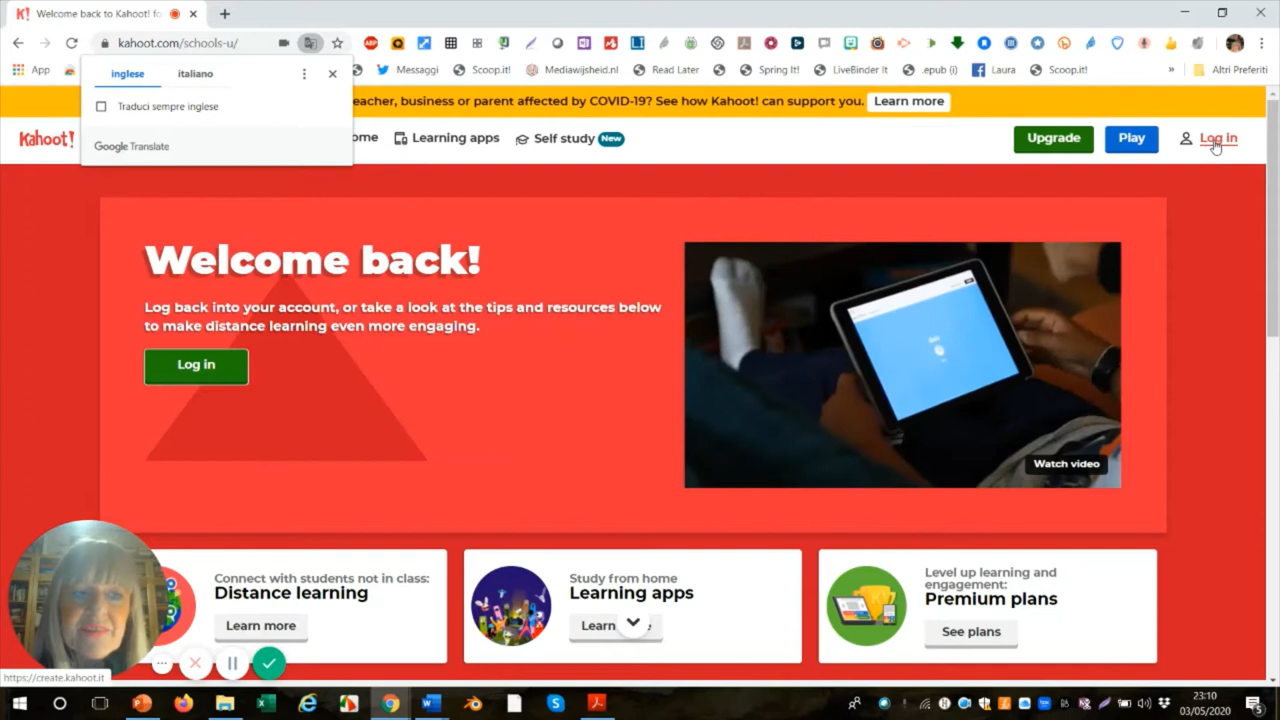 Welcome back to Kahoot! fo
kahoot.com/schools-u/
ABP
App
Messaggi
Scoop.it!
Mediawijsheid.nl
Read Later
Spring It!
LiveBinder It
.epub (i)
Laura
Scoop.it!
»
Altri Preferiti
inglese
italiano
Traduci sempre inglese
Google Translate
eacher, business or parent affected by COVID-19? See how Kahoot! can support you.
Learn more
Kahoot!
ome
Learning apps
Self study New
Upgrade
Play
Log in
Welcome back!
Log back into your account, or take a look at the tips and resources below
to make distance learning even more engaging.
Log in
Watch video
Connect with students not in class:
Distance learning
Learn more
Study from home
Learning apps
Learn
Level up learning and
engagement:
Premium plans
See plans
https://create.kahoot.it
23:10
03/05/2020
5